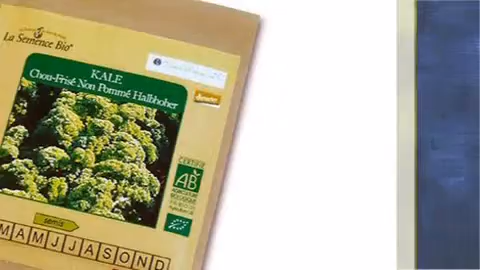 La Semence Bio
KALE
Chou-Frisé Non Pommé Halbhoher
demeter
CERTIFIÉ
AB
AGRICULTURE
BIOLOGIQUE
semis
M A M J J A S O N D